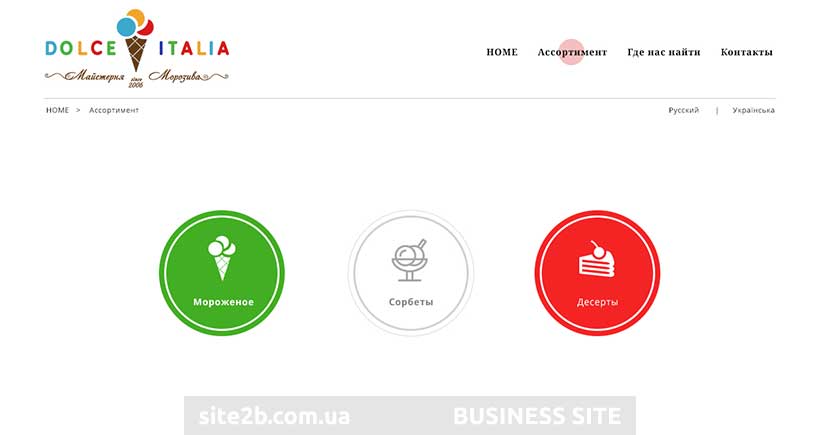 DOLCE ITALIA
Майстерня since 2006 Морозива
HOME Ассортимент Где нас найти Контакты
HOME > Ассортимент
Русский | Українська
Мороженое
Сорбеты
Десерты
site2b.com.ua BUSINESS SITE